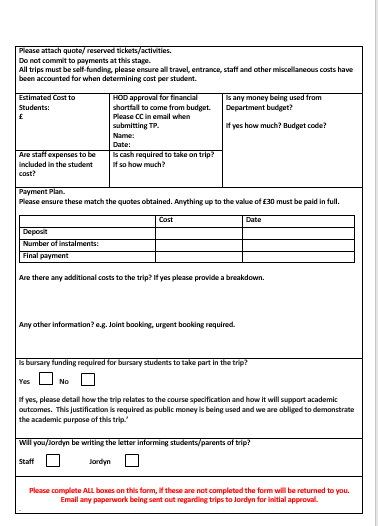 Please attach quote/ reserved tickets/activities.
Do not commit to payments at this stage.
All trips must be self-funding, please ensure all travel, entrance, staff and other miscellaneous costs have
been accounted for when determining cost per student.
Estimated Cost to
Students:
£
HOD approval for financial
shortfall to come from budget.
Please CC in email when
submitting TP.
Name:
Date:
Is any money being used from
Department budget?
If yes how much? Budget code?
Are staff expenses to be
included in the student
cost?
Is cash required to take on trip?
If so how much?
Payment Plan.
Please ensure these match the quotes obtained. Anything up to the value of £30 must be paid in full.
Cost Date
Deposit
Number of instalments:
Final payment
Are there any additional costs to the trip? If yes please provide a breakdown.
Any other information? e.g. Joint booking, urgent booking required.
Is bursary funding required for bursary students to take part in the trip?
Yes No
If yes, please detail how the trip relates to the course specification and how it will support academic
outcomes. This justification is required as public money is being used and we are obliged to demonstrate
the academic purpose of this trip.'
Will you/Jordyn be writing the letter informing students/parents of trip?
Staff Jordyn
Please complete ALL boxes on this form, if these are not completed the form will be returned to you.
Email any paperwork being sent out regarding trips to Jordyn for initial approval.